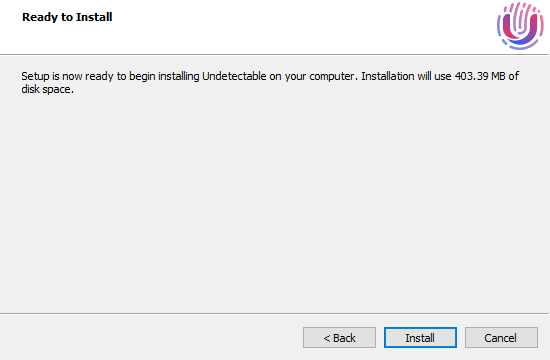 Ready to Install
Setup is now ready to begin installing Undetectable on your computer. Installation will use 403.39 MB of
disk space.
< Back
Install
Cancel